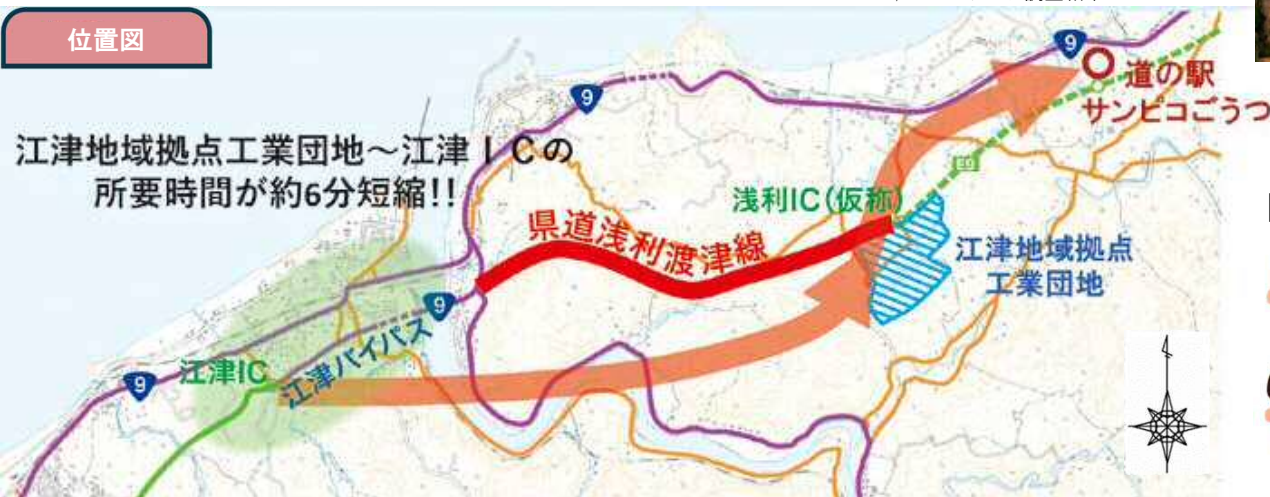 位置図
9
道の駅
サンピコごうつ
9
江津地域拠点工業団地～江津ＩＣの
所要時間が約6分短縮!!
E9
浅利IC(仮称)
県道浅利渡津線
江津地域拠点
工業団地
9
江津バイパス
江津IC
9